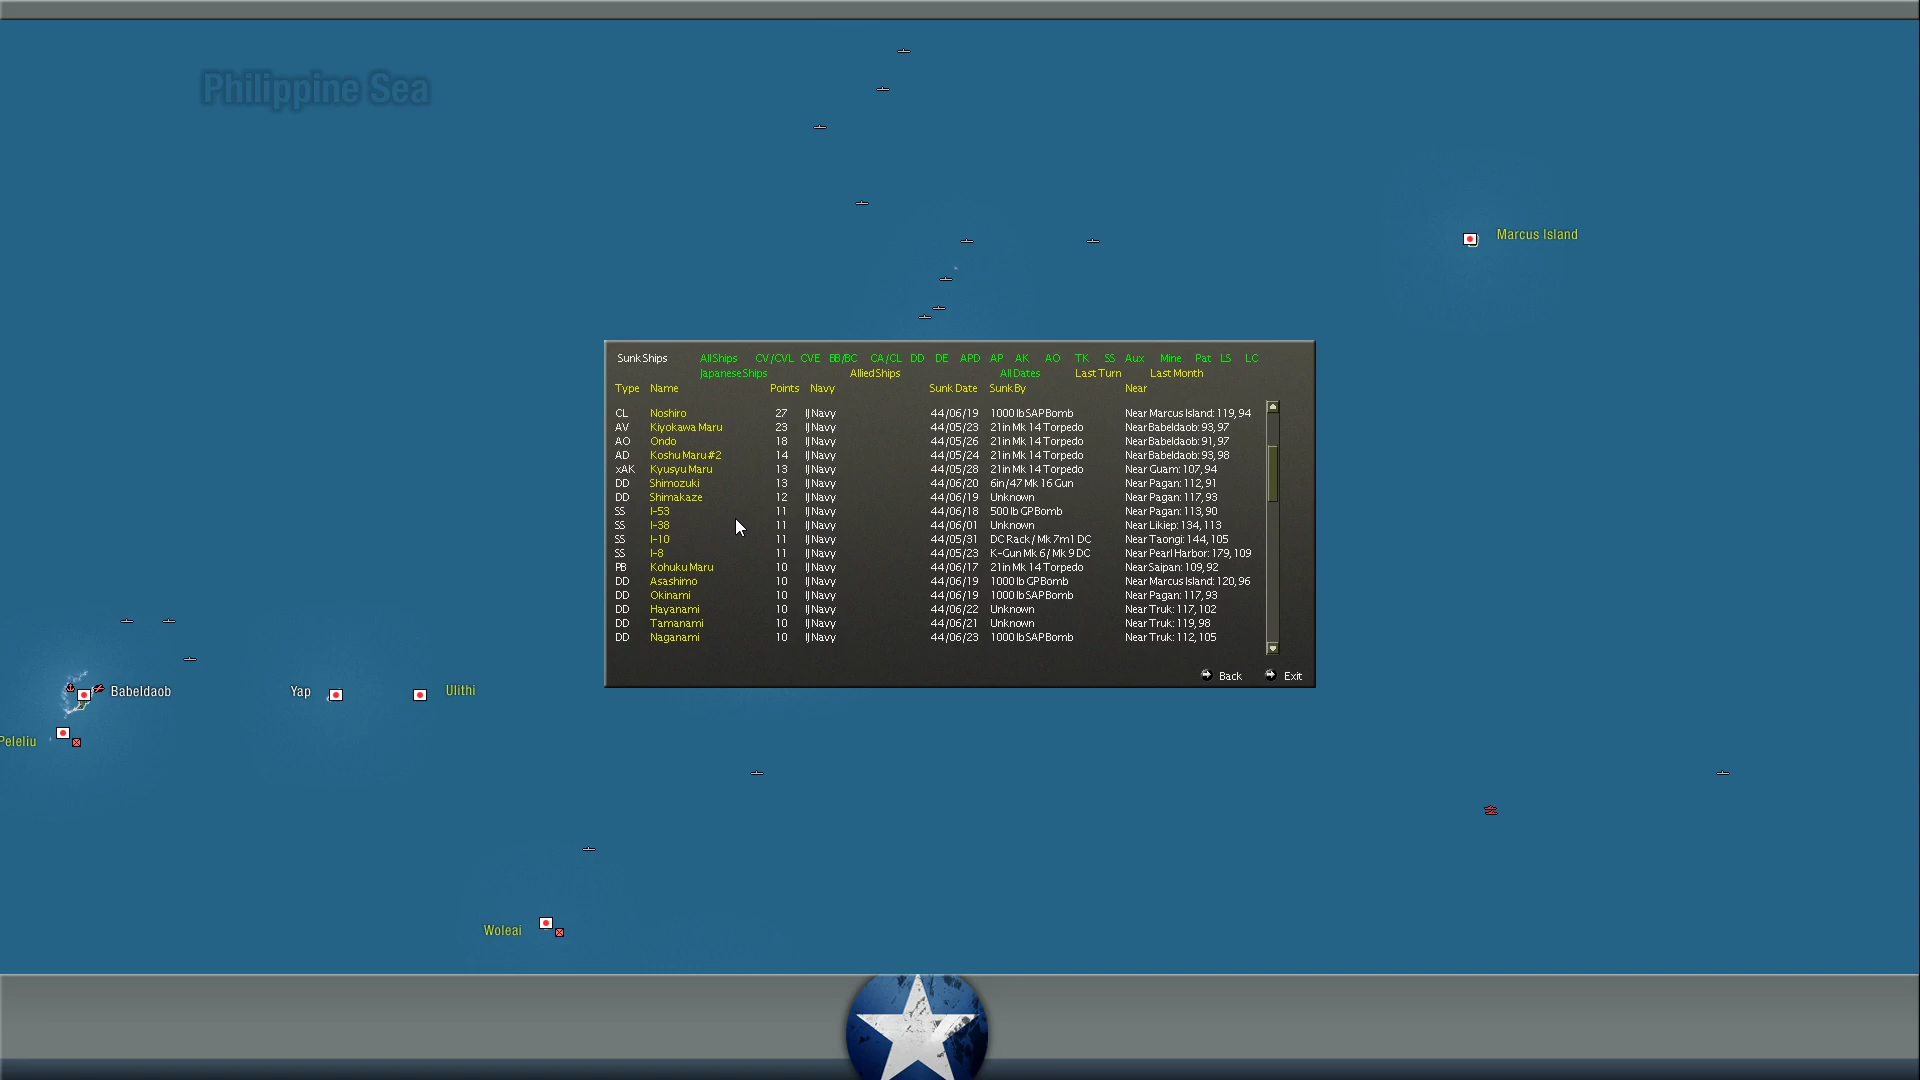 Philippine Sea
Marcus Island
Sunk Ships All Ships CV/CVL CVE BB/BC CA/CL DD DE APD AP AK AO TK SS Aux Mine Pat LS LC
Japanese Ships Allied Ships All Dates Last Turn Last Month
Type Name Points Navy Sunk Date Sunk By Near
CL Noshiro 27 IJ Navy 44/06/19 1000 lb SAP Bomb Near Marcus Island: 119,94
AV Kiyokawa Maru 23 IJ Navy 44/05/23 21in Mk 14 Torpedo Near Babeldaob: 93,97
AO Ondo 18 IJ Navy 44/05/26 21in Mk 14 Torpedo Near Babeldaob: 91,97
AD Koshu Maru #2 14 IJ Navy 44/05/24 21in Mk 14 Torpedo Near Babeldaob: 93,98
xAK Kyusyu Maru 13 IJ Navy 44/05/28 21in Mk 14 Torpedo Near Guam: 107,94
DD Shimozuki 13 IJ Navy 44/06/20 6in/47 Mk 16 Gun Near Pagan: 112,91
DD Shimakaze 12 IJ Navy 44/06/19 Unknown Near Pagan: 117,93
SS I-53 11 IJ Navy 44/06/18 500 lb GP Bomb Near Pagan: 113,90
SS I-38 11 IJ Navy 44/06/01 Unknown Near Likiep: 134,113
SS I-10 11 IJ Navy 44/05/31 DC Rack / Mk 7m1 DC Near Taongi: 144,105
SS I-8 11 IJ Navy 44/05/23 K-Gun Mk 6 / Mk 9 DC Near Pearl Harbor: 179,109
PB Kohuku Maru 10 IJ Navy 44/06/17 21in Mk 14 Torpedo Near Saipan: 109,92
DD Asashimo 10 IJ Navy 44/06/19 1000 lb GP Bomb Near Marcus Island: 120,96
DD Okinami 10 IJ Navy 44/06/19 1000 lb SAP Bomb Near Pagan: 117,93
DD Hayanami 10 IJ Navy 44/06/22 Unknown Near Truk: 117,102
DD Tamanami 10 IJ Navy 44/06/21 Unknown Near Truk: 119,98
DD Naganami 10 IJ Navy 44/06/23 1000 lb SAP Bomb Near Truk: 112,105
Back Exit
Babeldaob
Yap
Ulithi
Peleliu
Woleai